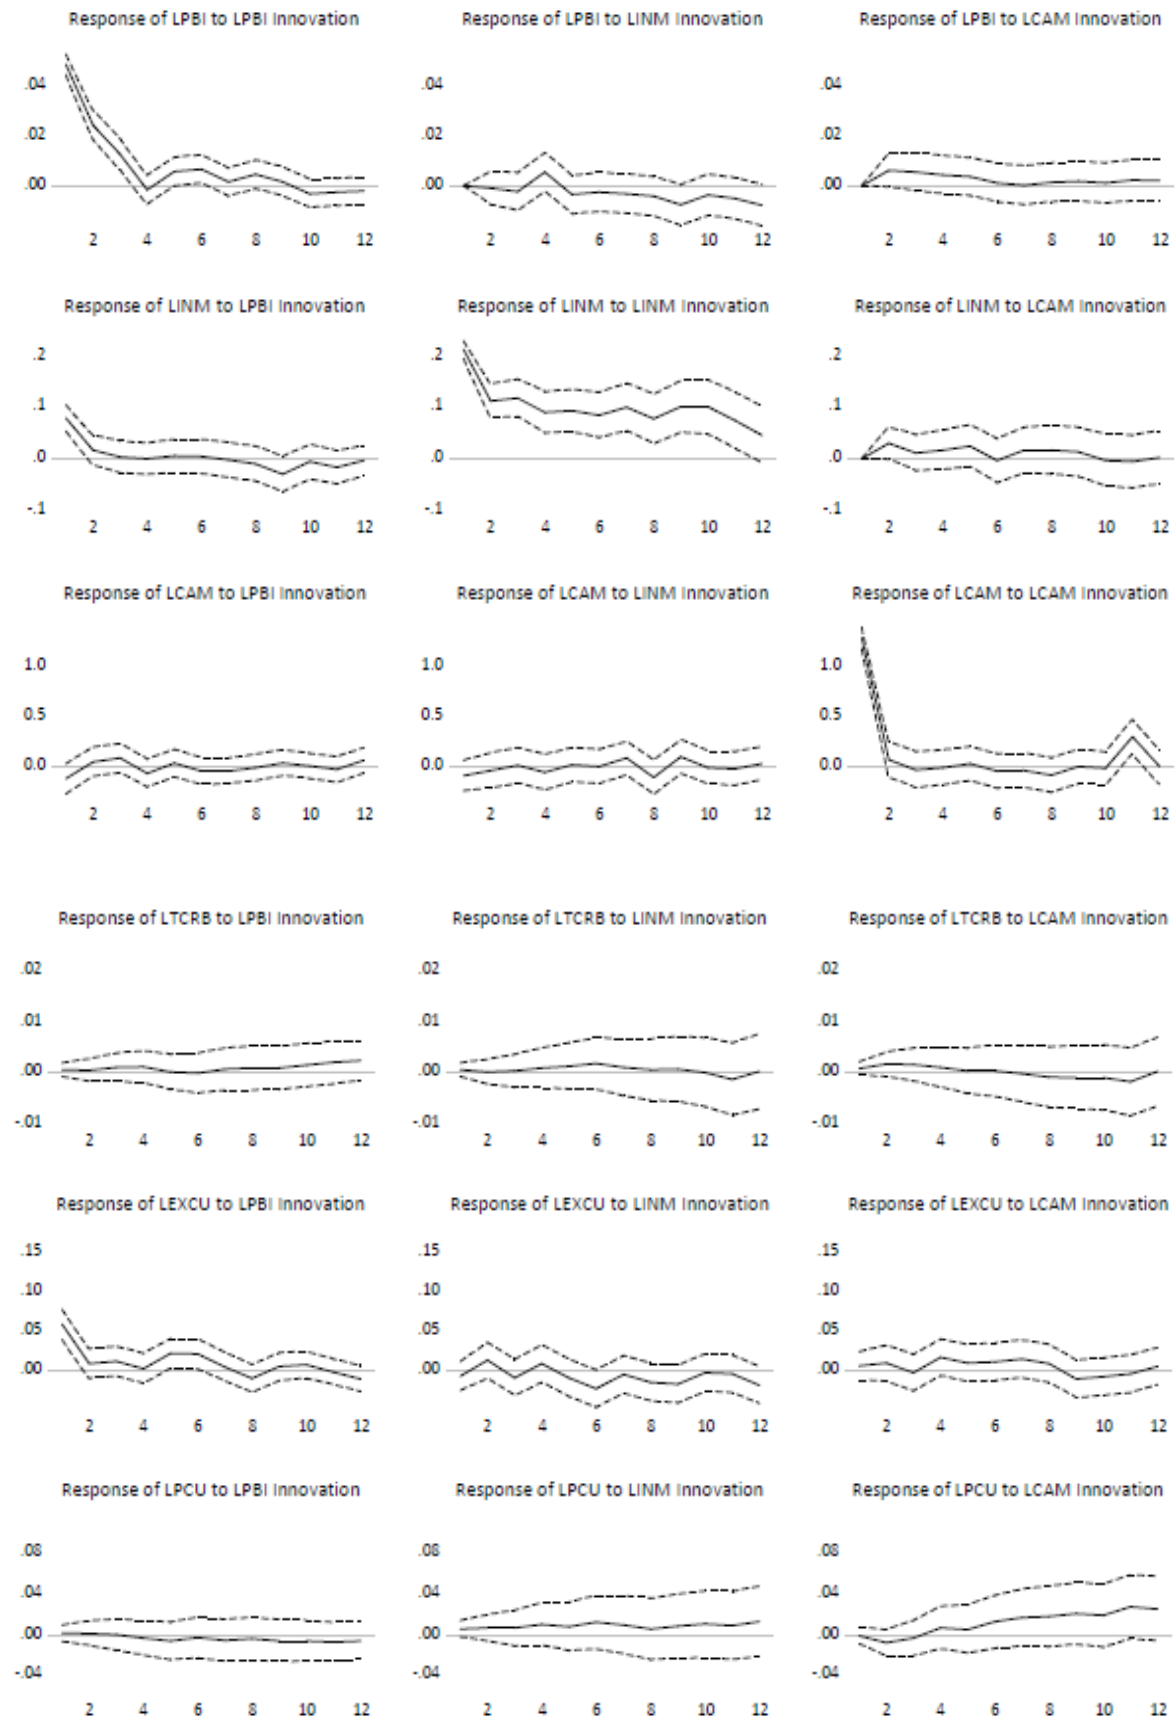 Response of LPBI to LPBI Innovation
Response of LPBI to LINM Innovation
Response of LPBI to LCAM Innovation
.04
.02
.00
2 4 6 8 10 12
.04
.02
.00
2 4 6 8 10 12
.04
.02
.00
2 4 6 8 10 12
Response of LINM to LPBI Innovation
Response of LINM to LINM Innovation
Response of LINM to LCAM Innovation
.2
.1
.0
-.1
2 4 6 8 10 12
.2
.1
.0
-.1
2 4 6 8 10 12
.2
.1
.0
-.1
2 4 6 8 10 12
Response of LCAM to LPBI Innovation
Response of LCAM to LINM Innovation
Response of LCAM to LCAM Innovation
1.0
0.5
0.0
2 4 6 8 10 12
1.0
0.5
0.0
2 4 6 8 10 12
1.0
0.5
0.0
2 4 6 8 10 12
Response of LTCRB to LPBI Innovation
Response of LTCRB to LINM Innovation
Response of LTCRB to LCAM Innovation
.02
.01
.00
-.01
2 4 6 8 10 12
.02
.01
.00
-.01
2 4 6 8 10 12
.02
.01
.00
-.01
2 4 6 8 10 12
Response of LEXCU to LPBI Innovation
Response of LEXCU to LINM Innovation
Response of LEXCU to LCAM Innovation
.15
.10
.05
.00
2 4 6 8 10 12
.15
.10
.05
.00
2 4 6 8 10 12
.15
.10
.05
.00
2 4 6 8 10 12
Response of LPCU to LPBI Innovation
Response of LPCU to LINM Innovation
Response of LPCU to LCAM Innovation
.08
.04
.00
-.04
2 4 6 8 10 12
.08
.04
.00
-.04
2 4 6 8 10 12
.08
.04
.00
-.04
2 4 6 8 10 12